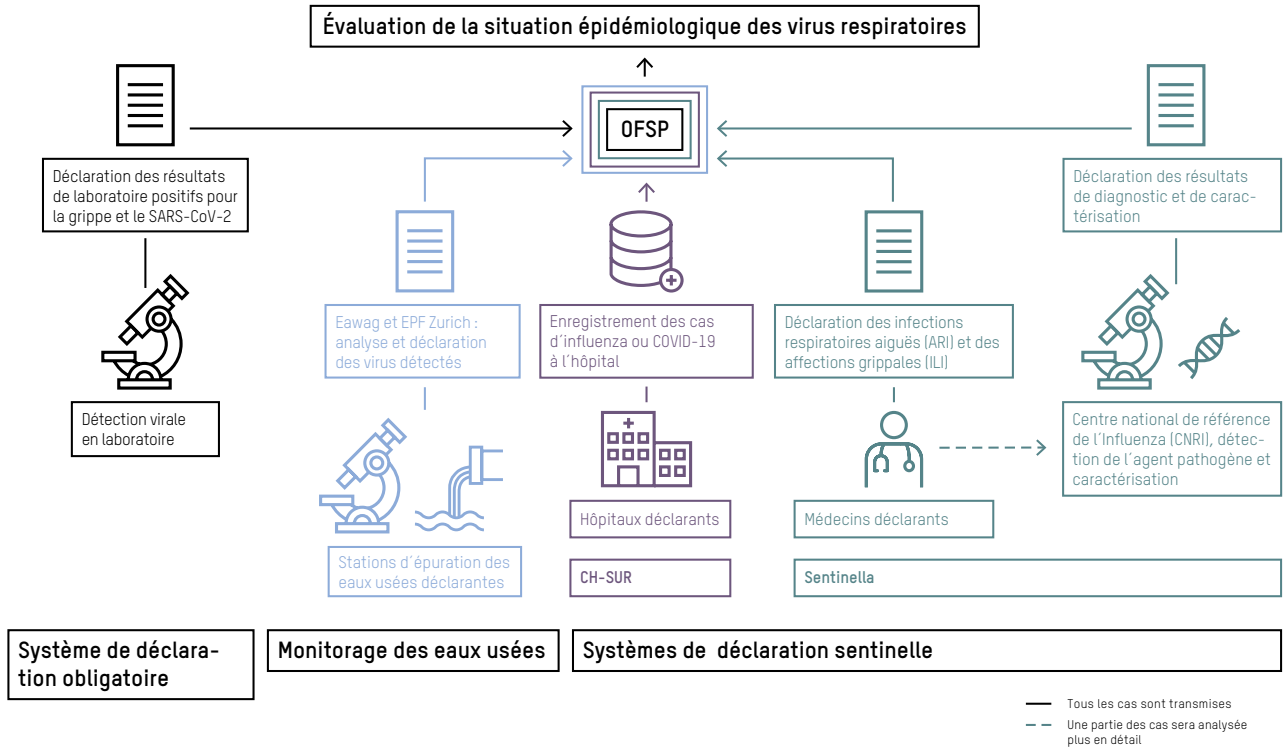 Évaluation de la situation épidémiologique des virus respiratoires
OFSP
Déclaration des résultats
de laboratoire positifs pour
la grippe et le SARS-CoV-2
Détection virale
en laboratoire
Eawag et EPF Zurich :
analyse et déclaration
des virus détectés
Stations d´épuration des
eaux usées déclarantes
Enregistrement des cas
d´influenza ou COVID-19
à l´hôpital
Hôpitaux déclarants
CH-SUR
Déclaration des infections
respiratoires aiguës (ARI) et des
affections grippales (ILI)
Médecins déclarants
Déclaration des résultats
de diagnostic et de carac-
térisation
Centre national de référence
de l´Influenza (CNRI), détec-
tion de l´agent pathogène et
caractérisation
Sentinella
Système de déclara-
tion obligatoire
Monitorage des eaux usées
Systèmes de déclaration sentinelle
Tous les cas sont transmises
Une partie des cas sera analysée
plus en détail